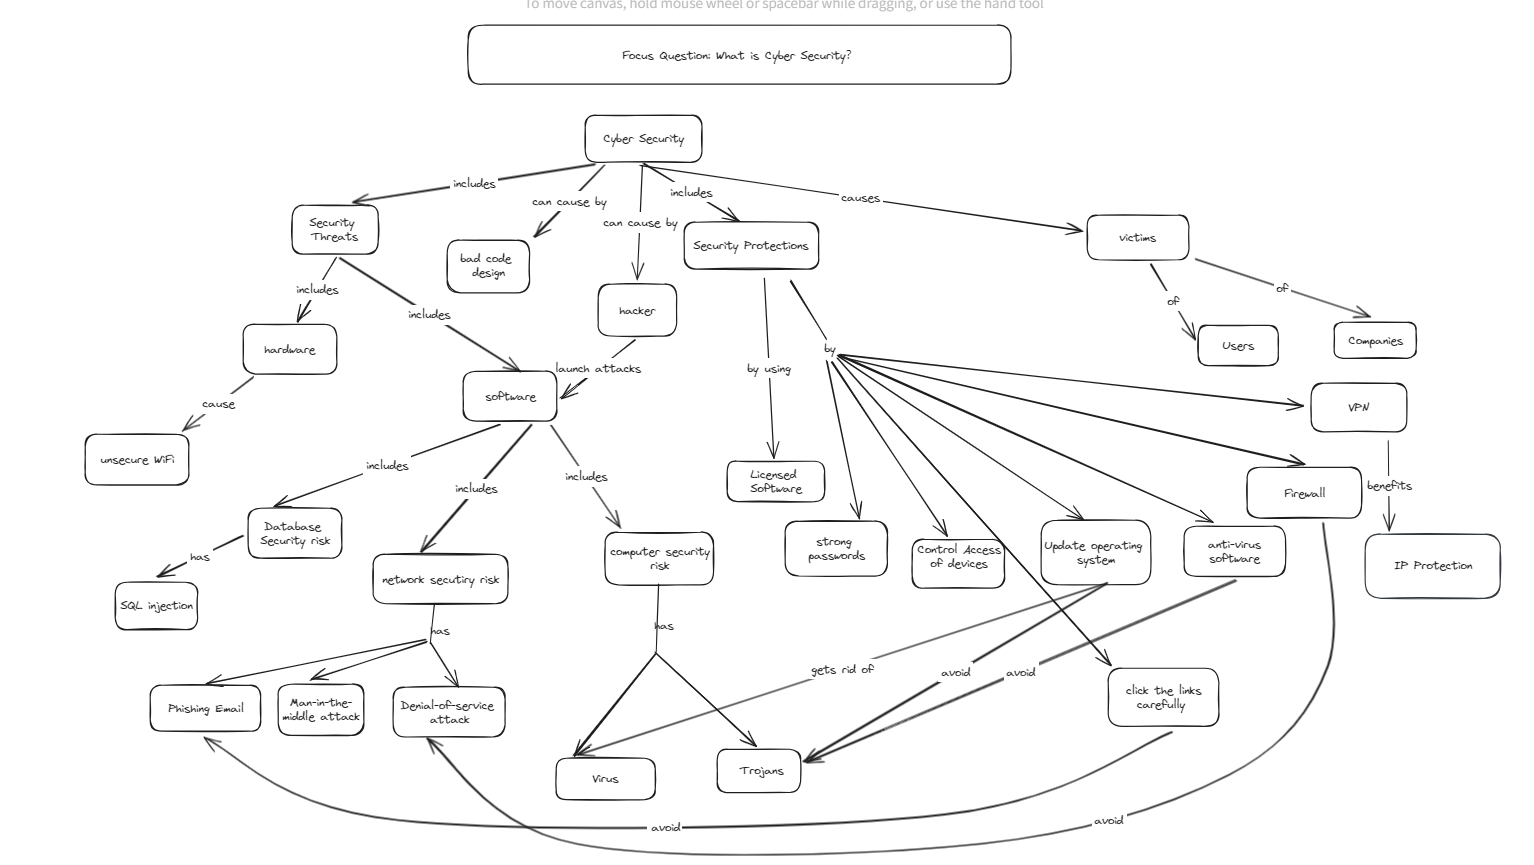 To move canvas, hold mouse wheel or spacebar while dragging, or use the hand tool
Focus Question: What is Cyber Security?
Cyber Security
includes
can cause by
can cause by
includes
causes
Security
Threats
bad code
design
Security Protections
victims
includes
includes
hacker
of
of
hardware
launch attacks
by using
by
Users
Companies
cause
software
VPN
unsecure WiFi
includes
includes
includes
Licensed
Software
Firewall
benefits
Database
Security risk
has
network secutiry risk
computer security
risk
strong
passwords
Control Access
of devices
Update operating
system
anti-virus
software
IP Protection
SQL injection
has
has
gets rid of
avoid
avoid
Phishing Email
Man-in-the-
middle attack
Denial-of-service
attack
click the links
carefully
Virus
Trojans
avoid
avoid